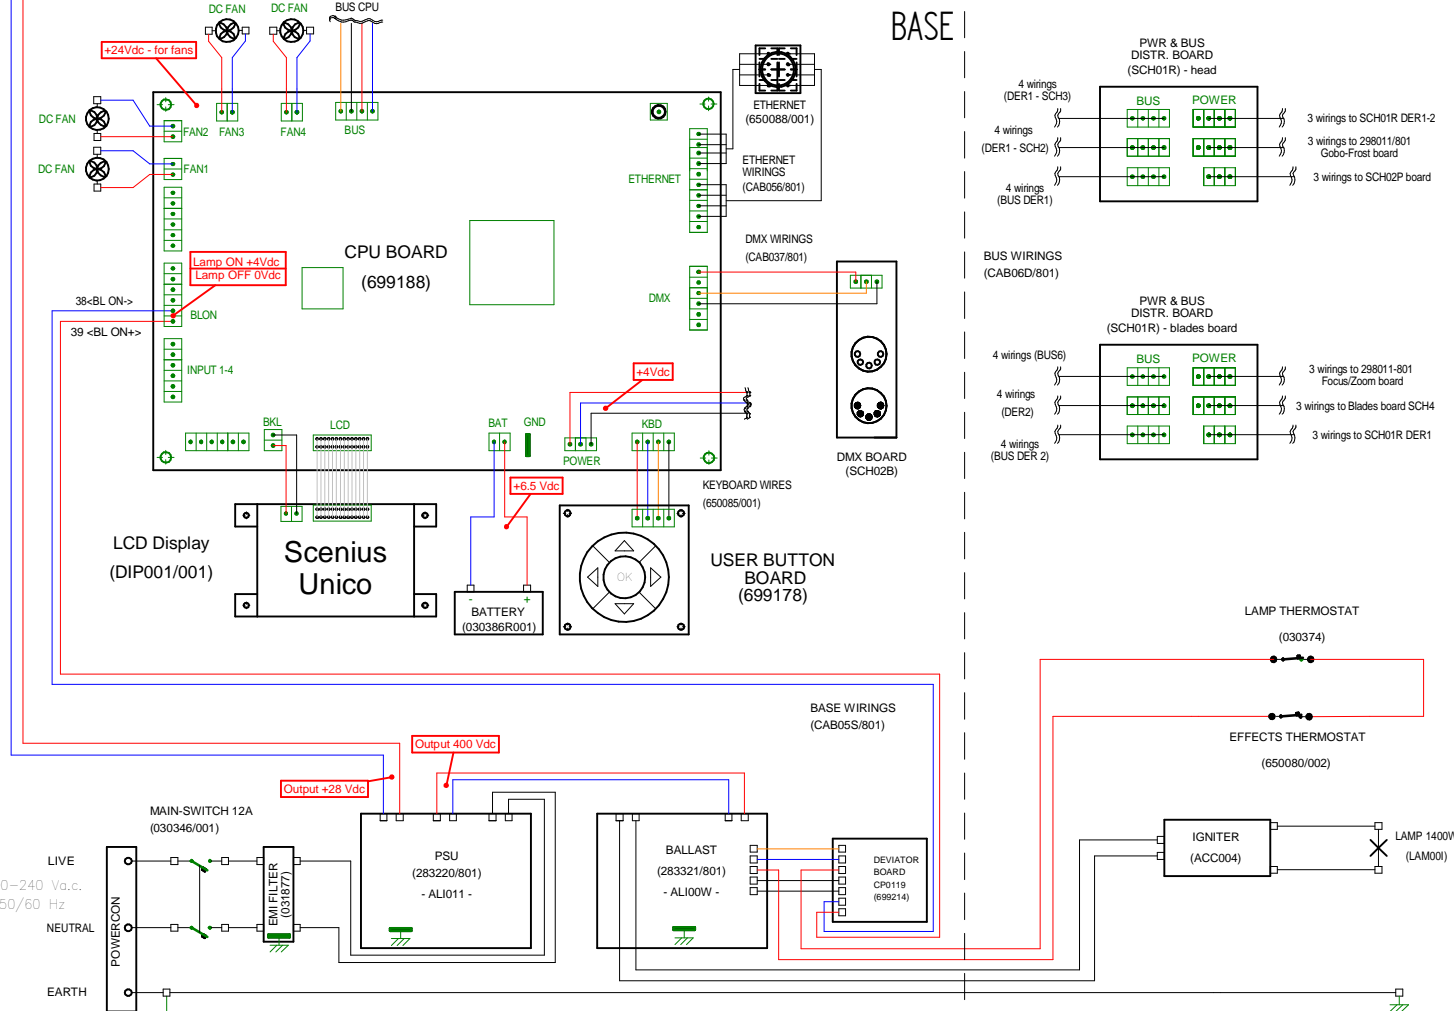 DC FAN
DC FAN
BUS CPU
BASE
+24Vdc - for fans
DC FAN
FAN2
FAN3
FAN4
BUS
DC FAN
FAN1
ETHERNET
(650088/001)
ETHERNET
ETHERNET
WIRINGS
(CAB056/801)
CPU BOARD
(699188)
Lamp ON +4Vdc
Lamp OFF 0Vdc
38<BL ON->
BLON
39 <BL ON+>
DMX WIRINGS
(CAB037/801)
DMX
INPUT 1-4
+4Vdc
BKL
LCD
BAT
GND
POWER
KBD
DMX BOARD
(SCH02B)
KEYBOARD WIRES
(650085/001)
+6.5 Vdc
LCD Display
(DIP001/001)
Scenius
Unico
-
+
BATTERY
(030386R001)
OK
USER BUTTON
BOARD
(699178)
PWR & BUS
DISTR. BOARD
(SCH01R) - head
4 wirings
(DER1 - SCH3)
BUS
POWER
3 wirings to SCH01R DER1-2
4 wirings
(DER1 - SCH2)
3 wirings to 298011/801
Gobo-Frost board
4 wirings
(BUS DER1)
3 wirings to SCH02P board
BUS WIRINGS
(CAB06D/801)
PWR & BUS
DISTR. BOARD
(SCH01R) - blades board
4 wirings (BUS6)
BUS
POWER
3 wirings to 298011-801
Focus/Zoom board
4 wirings
(DER2)
3 wirings to Blades board SCH4
4 wirings
(BUS DER 2)
3 wirings to SCH01R DER1
LAMP THERMOSTAT
(030374)
EFFECTS THERMOSTAT
(650080/002)
BASE WIRINGS
(CAB05S/801)
Output 400 Vdc
Output +28 Vdc
MAIN-SWITCH 12A
(030346/001)
LIVE
0-240 Va.c.
50/60 Hz
NEUTRAL
EARTH
POWERCON
EMI FILTER
(031877)
PSU
(283220/801)
- ALI011 -
BALLAST
(283321/801)
- ALI00W -
DEVIATOR
BOARD
CP0119
(699214)
IGNITER
(ACC004)
LAMP 1400W
(LAM00I)